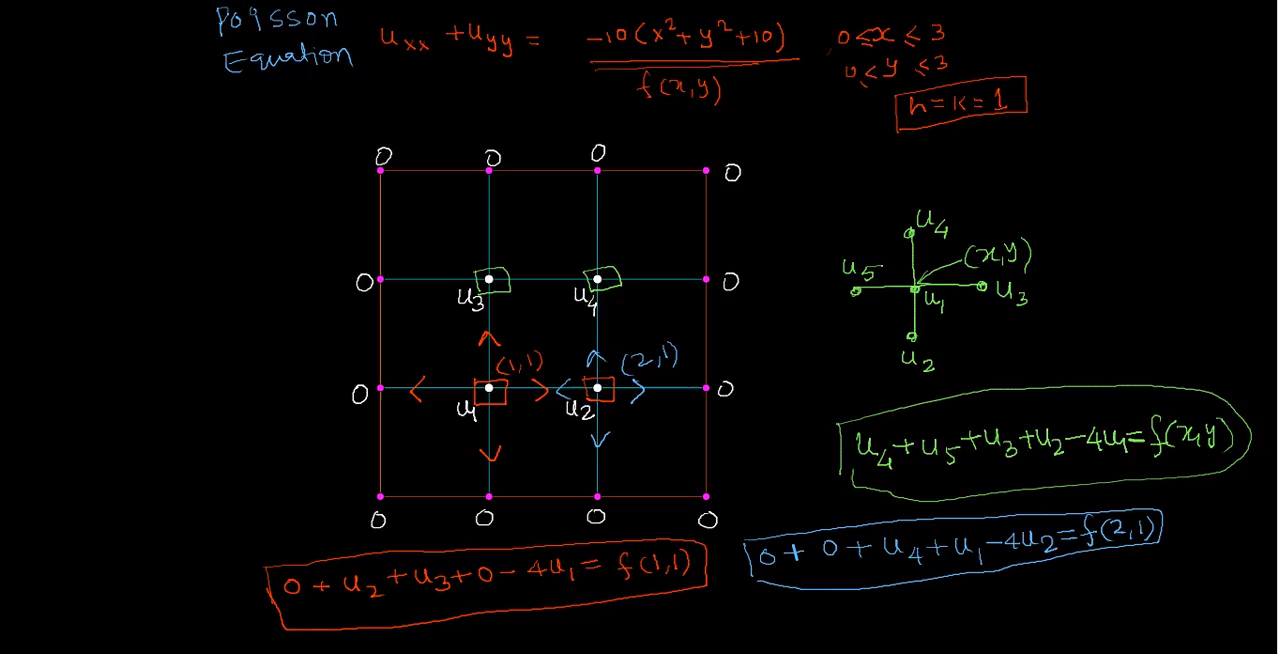 Poisson
Equation
u_xx + u_yy = -10(x² + y² + 10)
f(x,y)
0 ≤ x ≤ 3
0 ≤ y ≤ 3
h = k = 1
0 0 0 0
0 u3 u4 0
(1,1) (2,1)
0 u1 u2 0
0 0 0 0
u4
(x,y)
u5 u1 u3
u2
u4 + u5 + u3 + u2 - 4u1 = f(x,y)
0 + 0 + u4 + u1 - 4u2 = f(2,1)
0 + u2 + u3 + 0 - 4u1 = f(1,1)